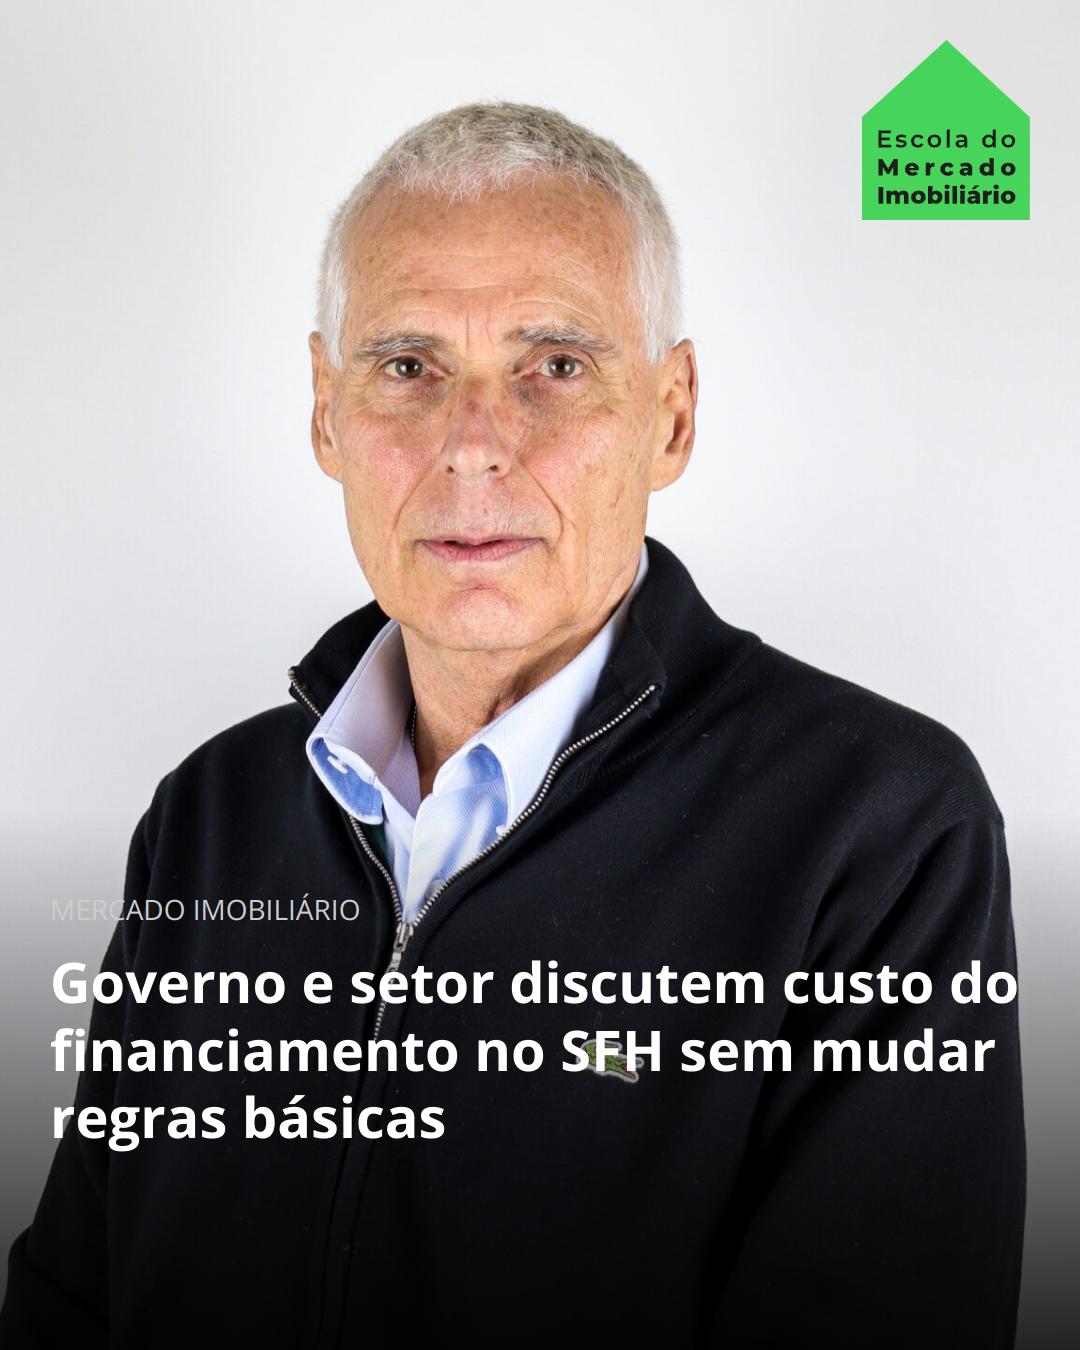 Escola do
Mercado
Imobiliário
MERCADO IMOBILIÁRIO
Governo e setor discutem custo do
financiamento no SFH sem mudar
regras básicas